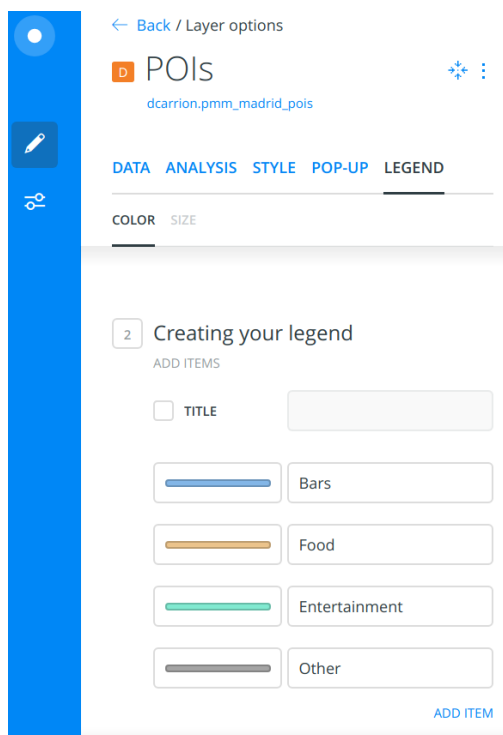 ← Back / Layer options
D POIs
dcarrion.pmm_madrid_pois
DATA ANALYSIS STYLE POP-UP LEGEND
COLOR SIZE
2 Creating your legend
ADD ITEMS
TITLE
Bars
Food
Entertainment
Other
ADD ITEM